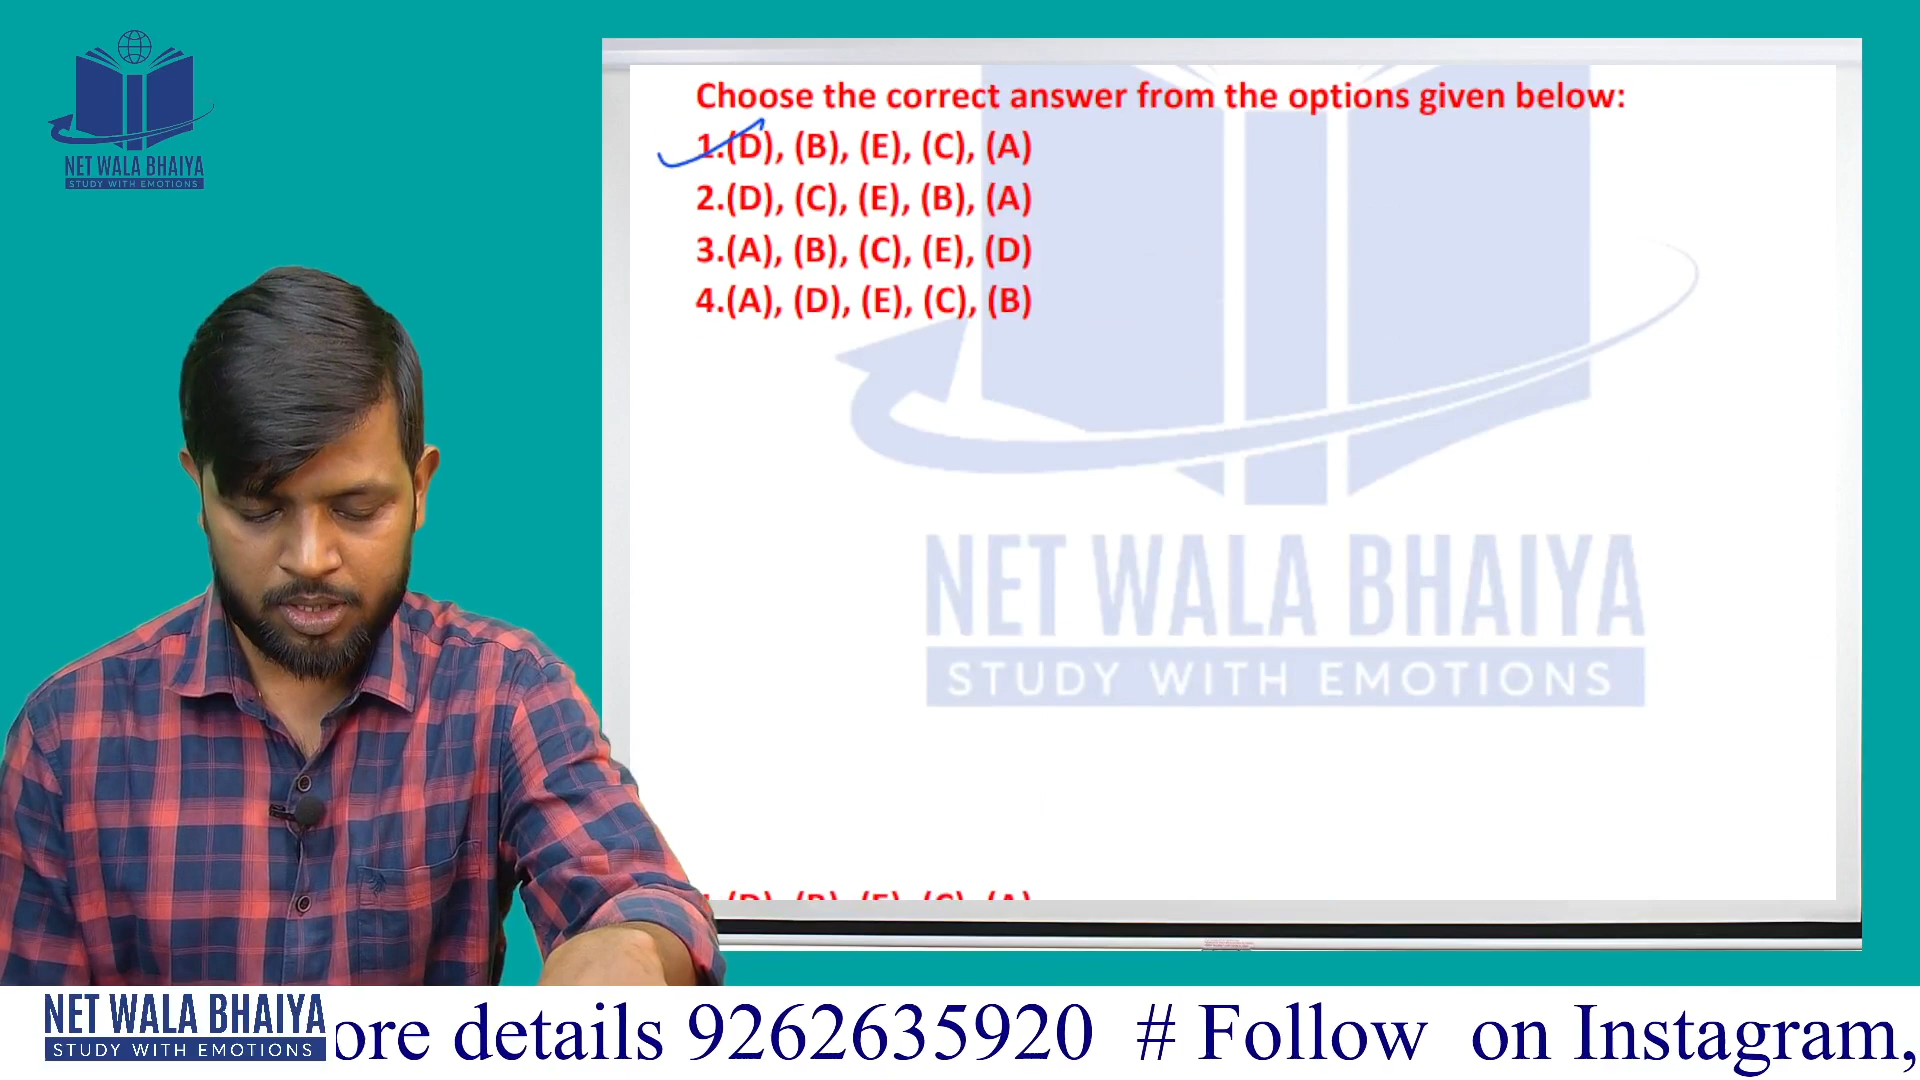 NET WALA BHAIYA
STUDY WITH EMOTIONS
Choose the correct answer from the options given below:
1.(D), (B), (E), (C), (A)
2.(D), (C), (E), (B), (A)
3.(A), (B), (C), (E), (D)
4.(A), (D), (E), (C), (B)
NET WALA BHAIYA
STUDY WITH EMOTIONS
NET WALA BHAIYA
STUDY WITH EMOTIONS
ore details 9262635920 # Follow on Instagram,